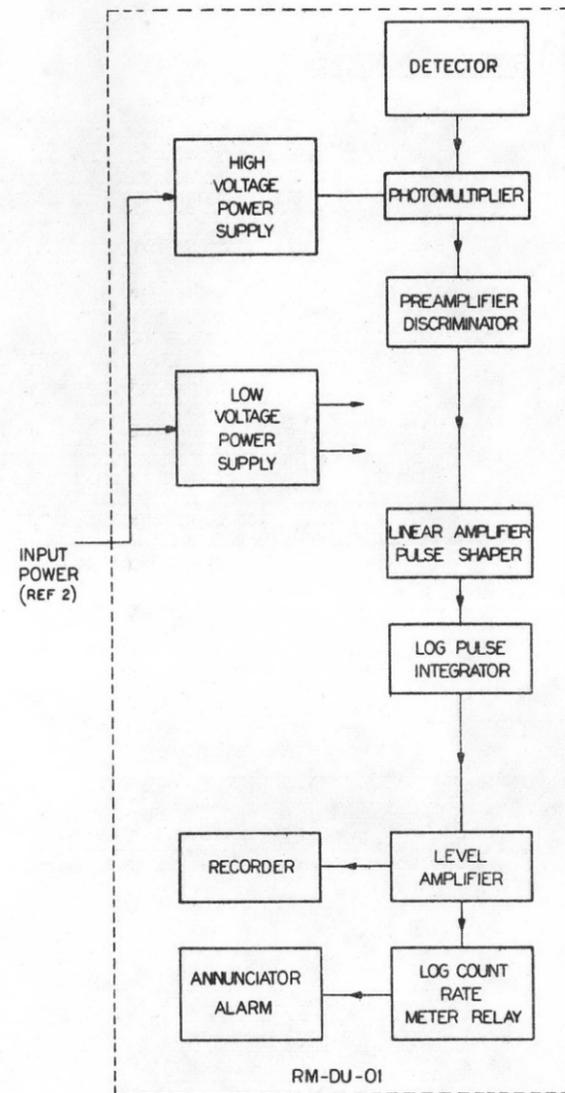 DETECTOR
HIGH
VOLTAGE
POWER
SUPPLY
PHOTOMULTIPLIER
PREAMPLIFIER
DISCRIMINATOR
LOW
VOLTAGE
POWER
SUPPLY
LINEAR AMPLIFIER
PULSE SHAPER
INPUT
POWER
(REF 2)
LOG PULSE
INTEGRATOR
RECORDER
LEVEL
AMPLIFIER
ANNUNCIATOR
ALARM
LOG COUNT
RATE
METER RELAY
RM-DU-01